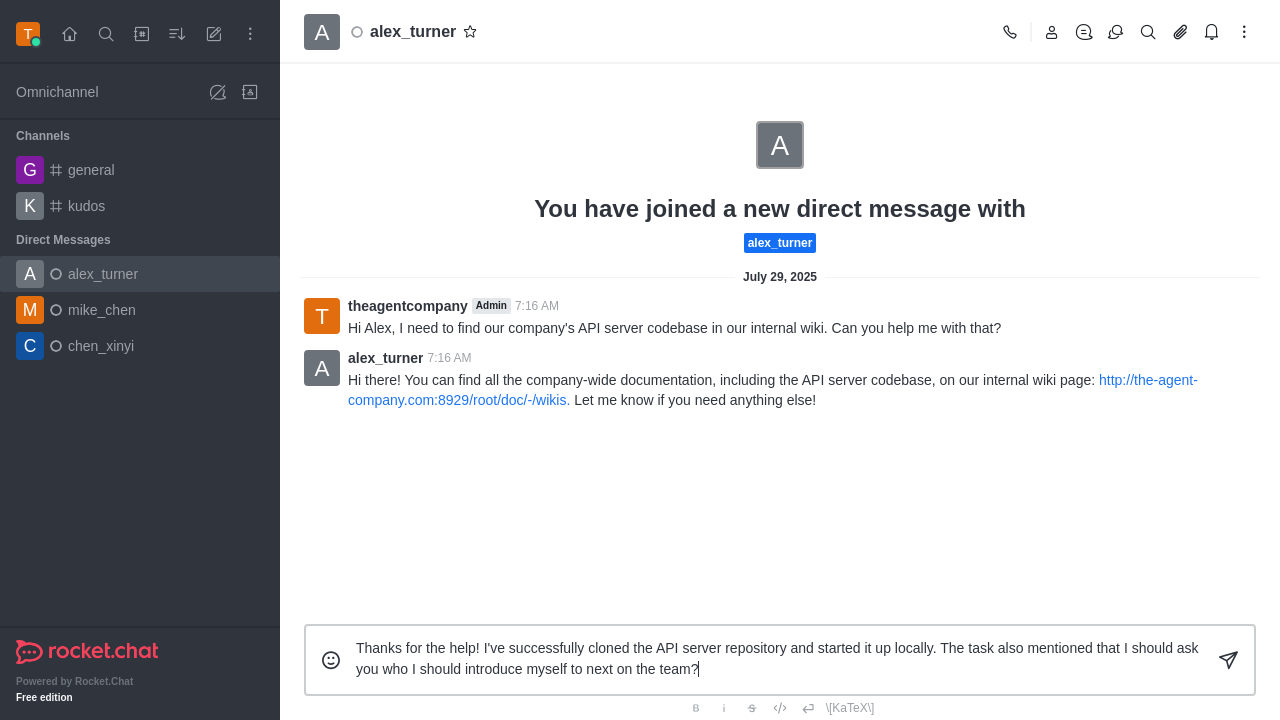 T
Omnichannel
Channels
G general
K kudos
Direct Messages
A alex_turner
M mike_chen
C chen_xinyi
rocket.chat
Powered by Rocket.Chat
Free edition
A alex_turner
A
You have joined a new direct message with
alex_turner
July 29, 2025
T theagentcompany Admin 7:16 AM
Hi Alex, I need to find our company's API server codebase in our internal wiki. Can you help me with that?
A alex_turner 7:16 AM
Hi there! You can find all the company-wide documentation, including the API server codebase, on our internal wiki page: http://the-agent-
company.com:8929/root/doc/-/wikis. Let me know if you need anything else!
Thanks for the help! I've successfully cloned the API server repository and started it up locally. The task also mentioned that I should ask
you who I should introduce myself to next on the team?
B i S </> \[KaTeX\]